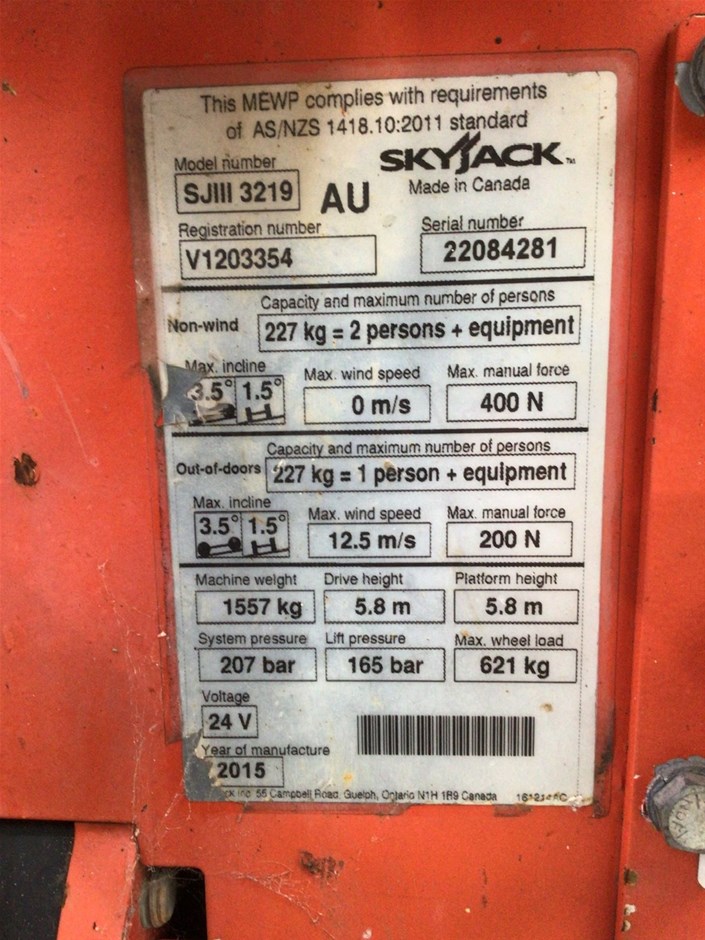 This MEWP complies with requirements
of AS/NZS 1418.10:2011 standard
Model number
SJIII 3219
AU
SKYJACK™
Made in Canada
Registration number
V1203354
Serial number
22084281
Capacity and maximum number of persons
Non-wind
227 kg = 2 persons + equipment
Max. incline
3.5° 1.5°
Max. wind speed
0 m/s
Max. manual force
400 N
Capacity and maximum number of persons
Out-of-doors
227 kg = 1 person + equipment
Max. incline
3.5° 1.5°
Max. wind speed
12.5 m/s
Max. manual force
200 N
Machine weight
1557 kg
Drive height
5.8 m
Platform height
5.8 m
System pressure
207 bar
Lift pressure
165 bar
Max. wheel load
621 kg
Voltage
24 V
Year of manufacture
2015
Inc. 55 Campbell Road, Guelph, Ontario N1H 1R9 Canada